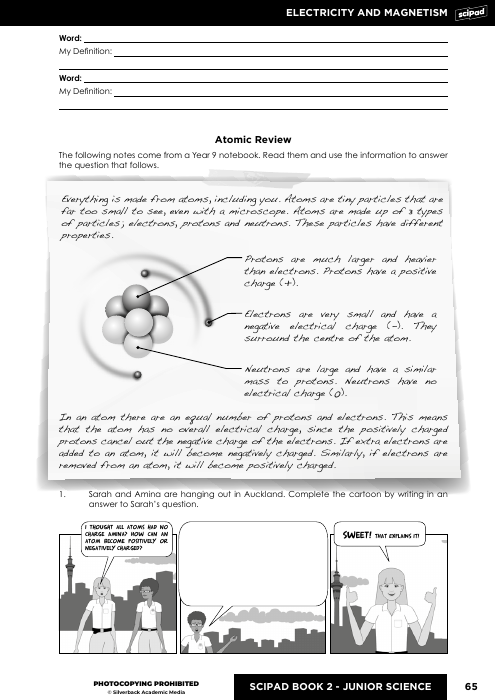 ELECTRICITY AND MAGNETISM
scipad
Word:
My Definition:
Word:
My Definition:
Atomic Review
The following notes come from a Year 9 notebook. Read them and use the information to answer
the question that follows.
Everything is made from atoms, including you. Atoms are tiny particles that are
far too small to see, even with a microscope. Atoms are made up of 3 types
of particles; electrons, protons and neutrons. These particles have different
properties.
Protons are much larger and heavier
than electrons. Protons have a positive
charge (+).
Electrons are very small and have a
negative electrical charge (-). They
surround the centre of the atom.
Neutrons are large and have a similar
mass to protons. Neutrons have no
electrical charge (0).
In an atom there are an equal number of protons and electrons. This means
that the atom has no overall electrical charge, since the positively charged
protons cancel out the negative charge of the electrons. If extra electrons are
added to an atom, it will become negatively charged. Similarly, if electrons are
removed from an atom, it will become positively charged.
1. Sarah and Amina are hanging out in Auckland. Complete the cartoon by writing in an
answer to Sarah's question.
I THOUGHT ALL ATOMS HAD NO
CHARGE AMINA? HOW CAN AN
ATOM BECOME POSITIVELY OR
NEGATIVELY CHARGED?
SWEET! THAT EXPLAINS IT!
PHOTOCOPYING PROHIBITED
© Silverback Academic Media
SCIPAD BOOK 2 - JUNIOR SCIENCE
65